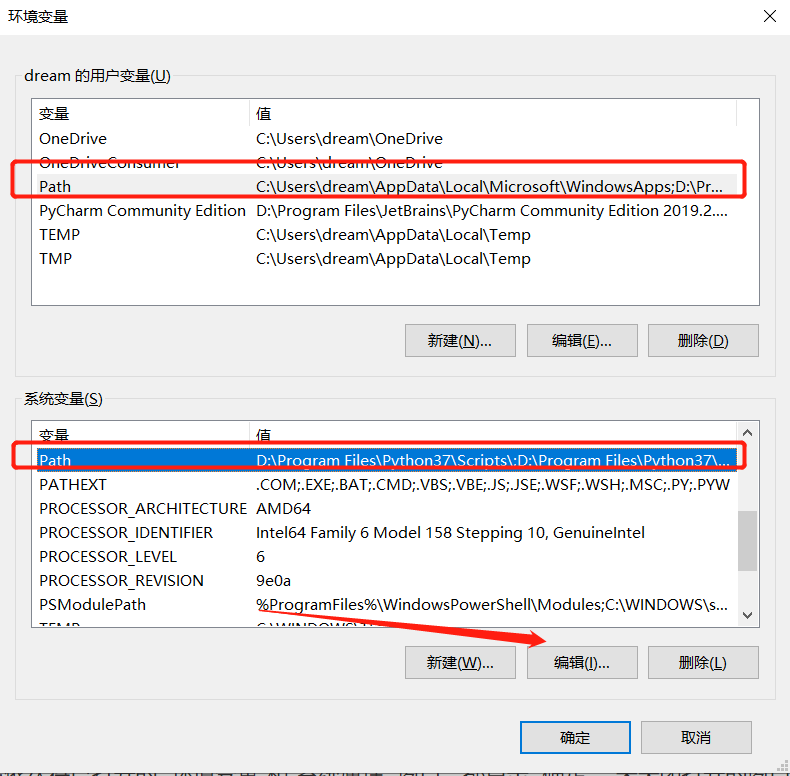 环境变量
dream 的用户变量(U)
变量 值
OneDrive C:\Users\dream\OneDrive
OneDriveConsumer C:\Users\dream\OneDrive
Path C:\Users\dream\AppData\Local\Microsoft\WindowsApps;D:\Pr...
PyCharm Community Edition D:\Program Files\JetBrains\PyCharm Community Edition 2019.2....
TEMP C:\Users\dream\AppData\Local\Temp
TMP C:\Users\dream\AppData\Local\Temp
新建(N)... 编辑(E)... 删除(D)
系统变量(S)
变量 值
Path D:\Program Files\Python37\Scripts\;D:\Program Files\Python37\...
PATHEXT .COM;.EXE;.BAT;.CMD;.VBS;.VBE;.JS;.JSE;.WSF;.WSH;.MSC;.PY;.PYW
PROCESSOR_ARCHITECTURE AMD64
PROCESSOR_IDENTIFIER Intel64 Family 6 Model 158 Stepping 10, GenuineIntel
PROCESSOR_LEVEL 6
PROCESSOR_REVISION 9e0a
PSModulePath %ProgramFiles%\WindowsPowerShell\Modules;C:\WINDOWS\s...
TEMP
新建(W)... 编辑(I)... 删除(L)
确定 取消